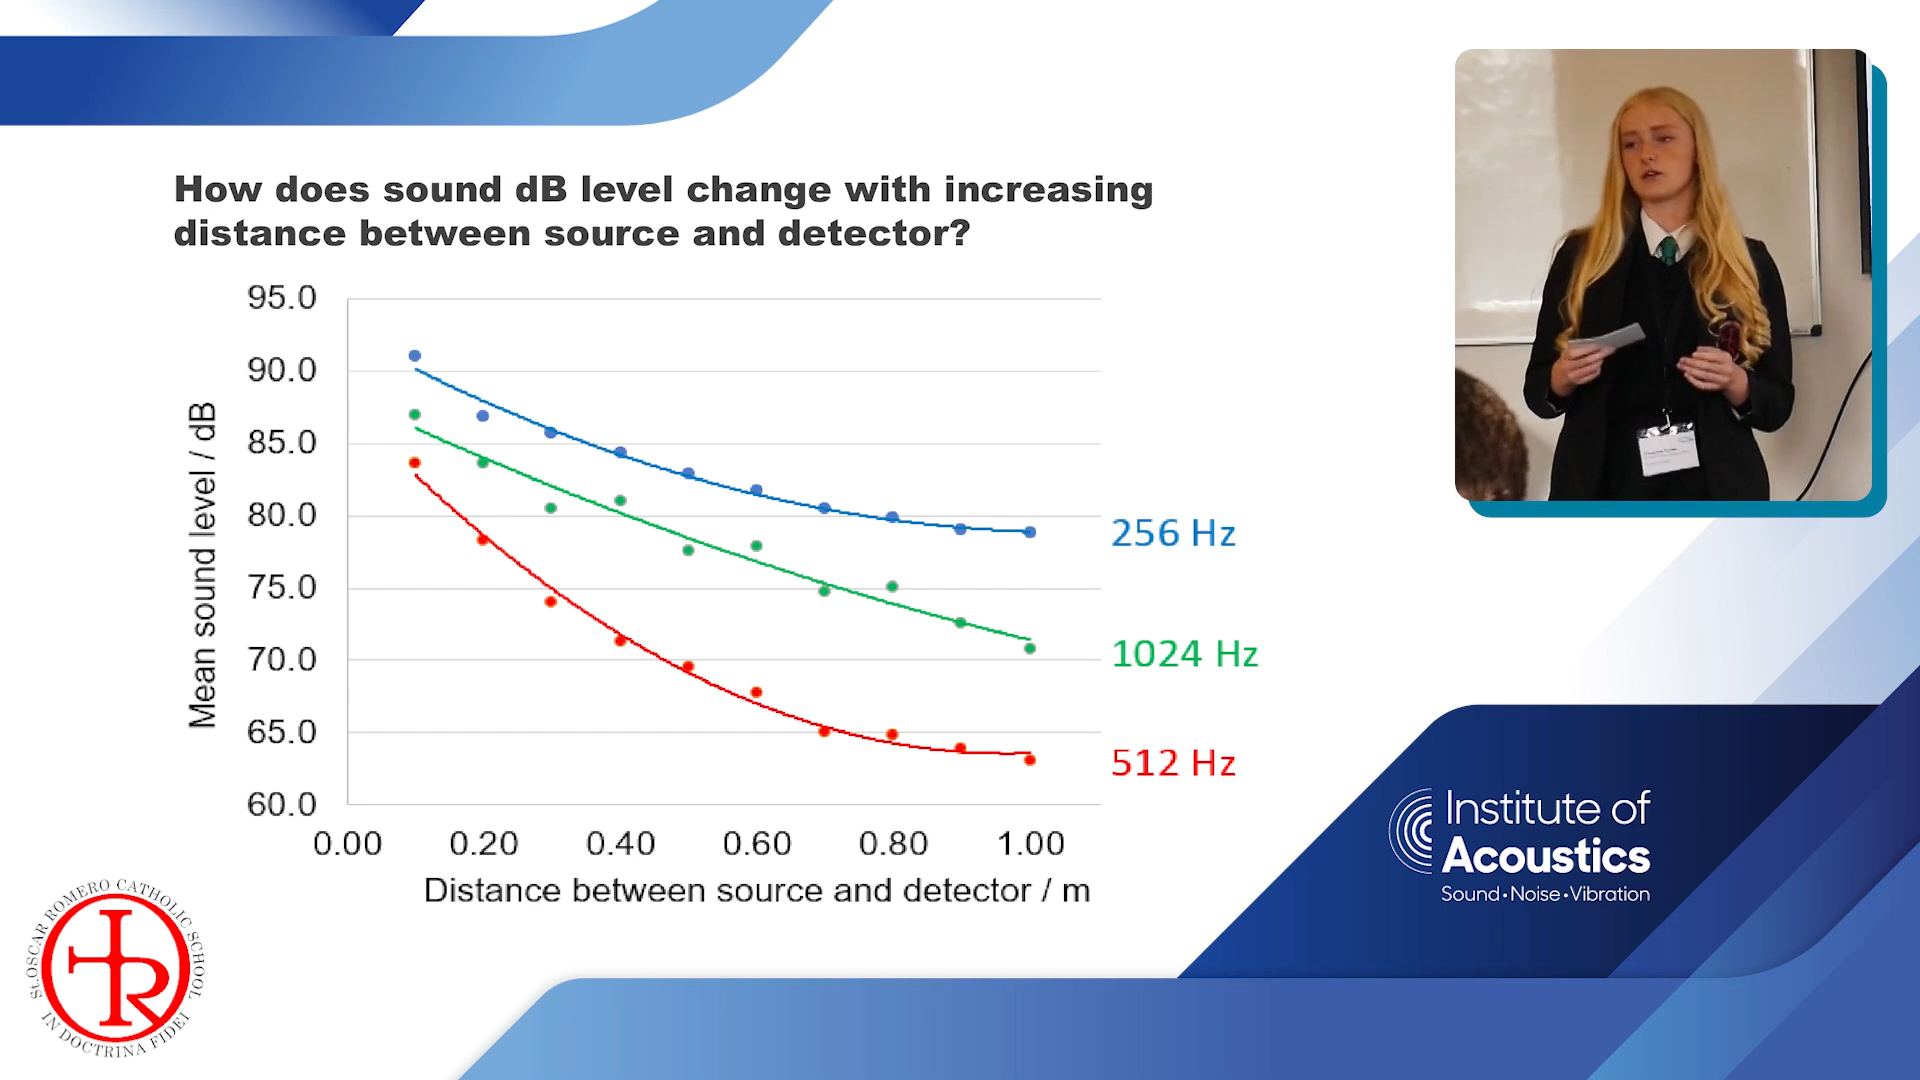 How does sound dB level change with increasing
distance between source and detector?
95.0
90.0
85.0
80.0
75.0
70.0
65.0
60.0
Mean sound level / dB
0.00 0.20 0.40 0.60 0.80 1.00
Distance between source and detector / m
256 Hz
1024 Hz
512 Hz
Institute of
Acoustics
Sound•Noise•Vibration
ST.OSCAR ROMERO CATHOLIC SCHOOL
IN DOCTRINA FIDEI